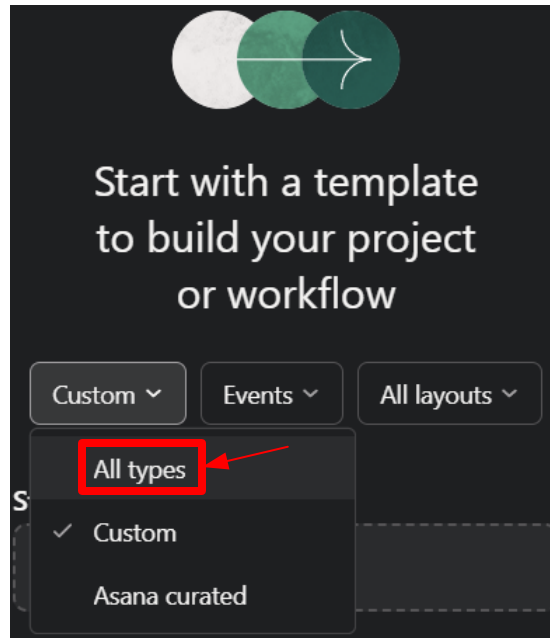 Start with a template
to build your project
or workflow
Custom
Events
All layouts
All types
S
Custom
Asana curated